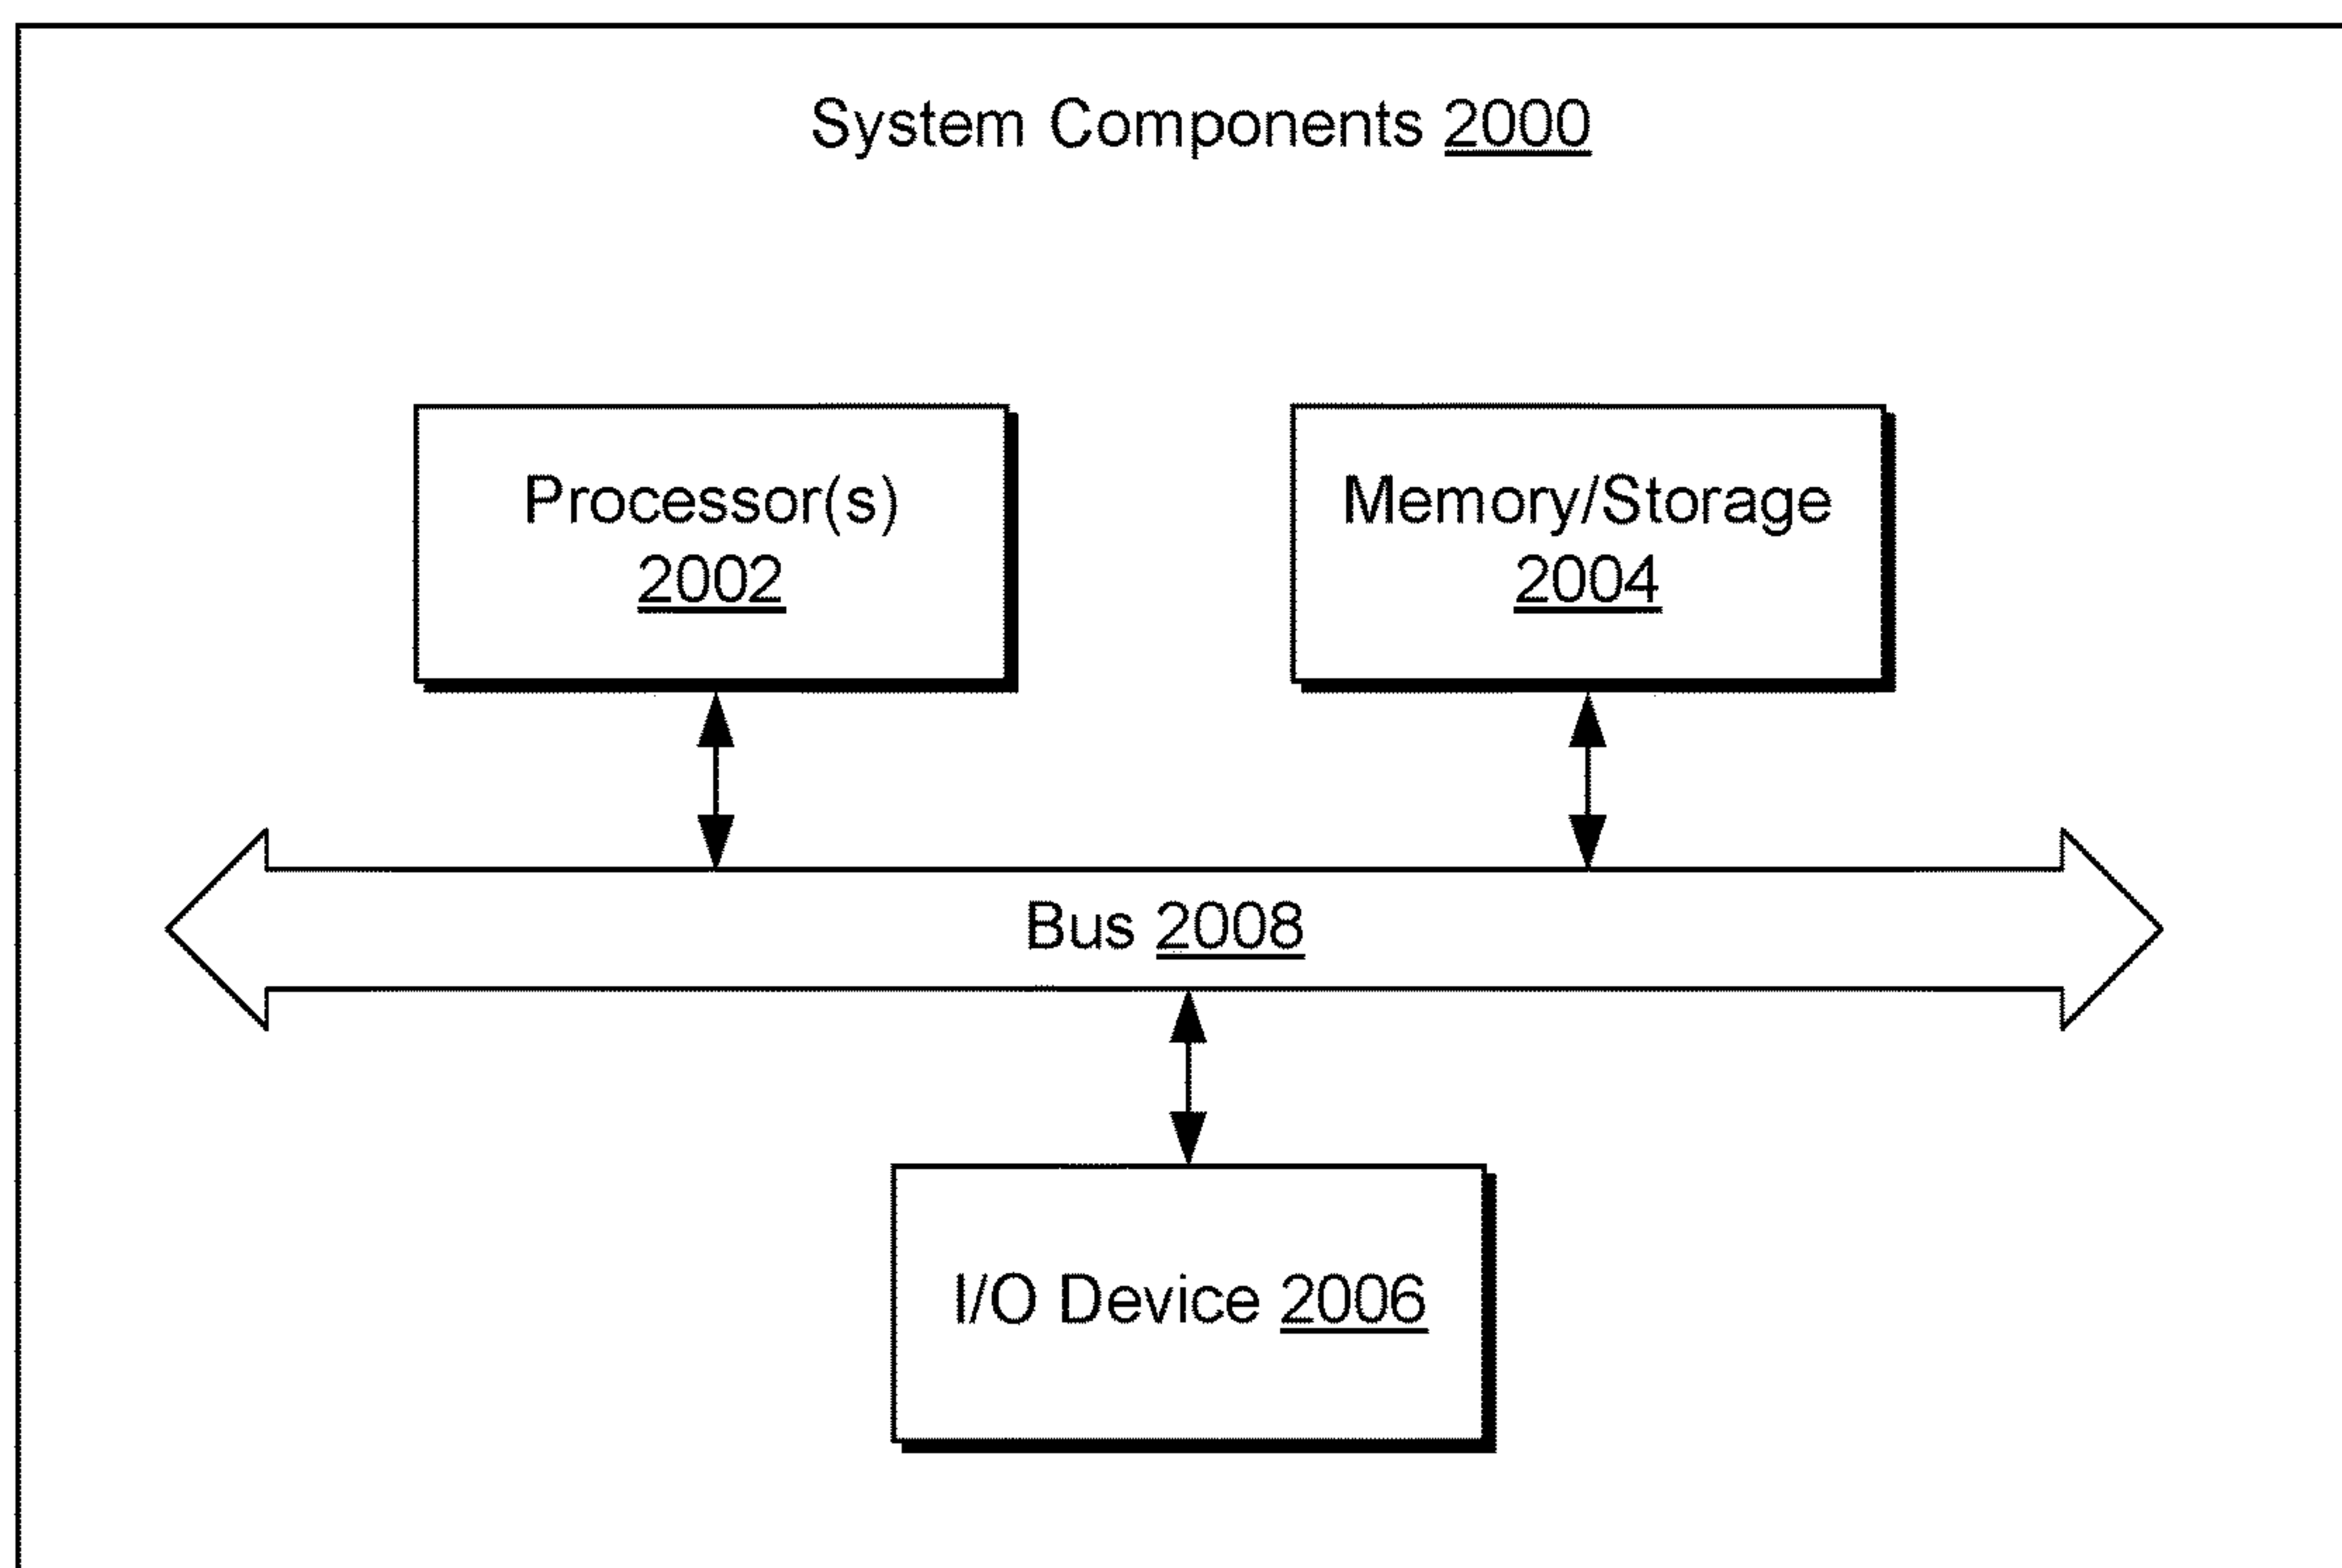 System Components 2000
Processor(s)
2002
Memory/Storage
2004
Bus 2008
I/O Device 2006